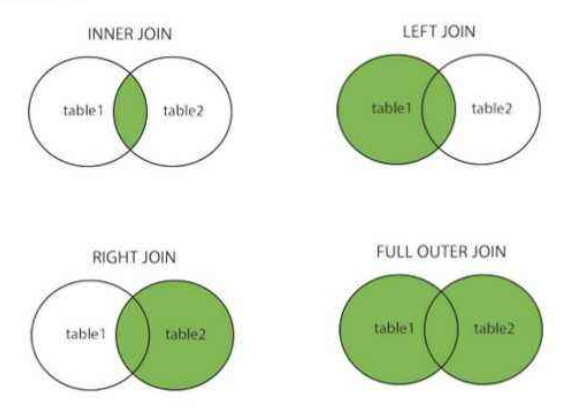 INNER JOIN
table1
table2
LEFT JOIN
table1
table2
RIGHT JOIN
table1
table2
FULL OUTER JOIN
table1
table2